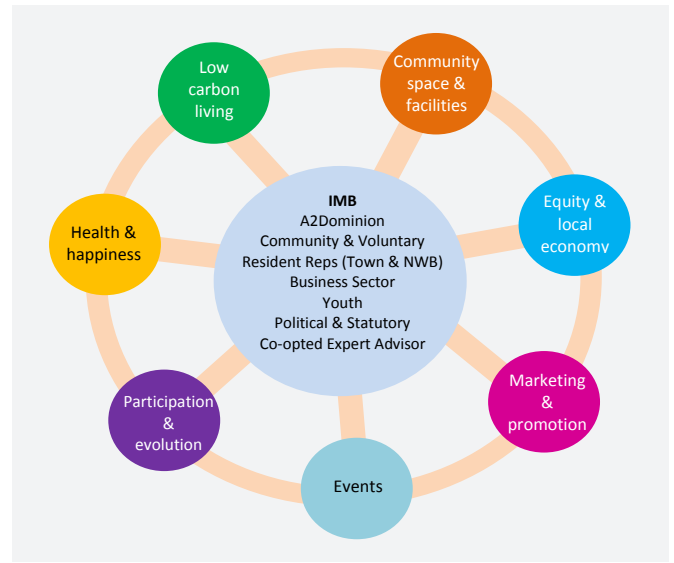 Low
carbon
living
Community
space &
facilities
Equity &
local
economy
Health &
happiness
IMB
A2Dominion
Community & Voluntary
Resident Reps (Town & NWB)
Business Sector
Youth
Political & Statutory
Co-opted Expert Advisor
Marketing
&
promotion
Participation
&
evolution
Events